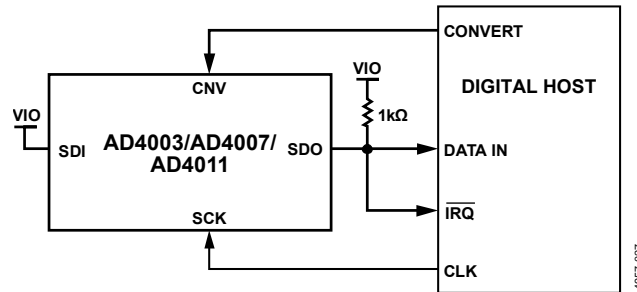 CONVERT
VIO
DIGITAL HOST
CNV
1kΩ
VIO
AD4003/AD4007/
AD4011
SDI
SDO
DATA IN
SCK
IRQ
CLK